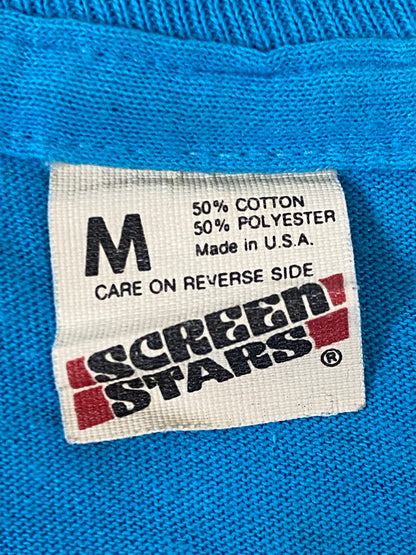 M
50% COTTON
50% POLYESTER
Made in U.S.A.
CARE ON REVERSE SIDE
SCREEN
STARS®